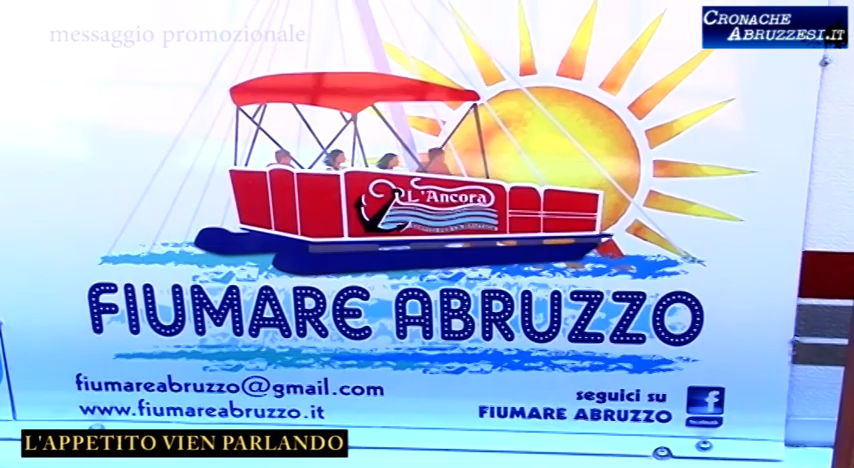 messaggio promozionale
CRONACHE
ABRUZZESI.IT
L'Ancora
FIUMARE ABRUZZO
fiumareabruzzo@gmail.com
www.fiumareabruzzo.it
seguici su
FIUMARE ABRUZZO
f
facebook
L'APPETITO VIEN PARLANDO